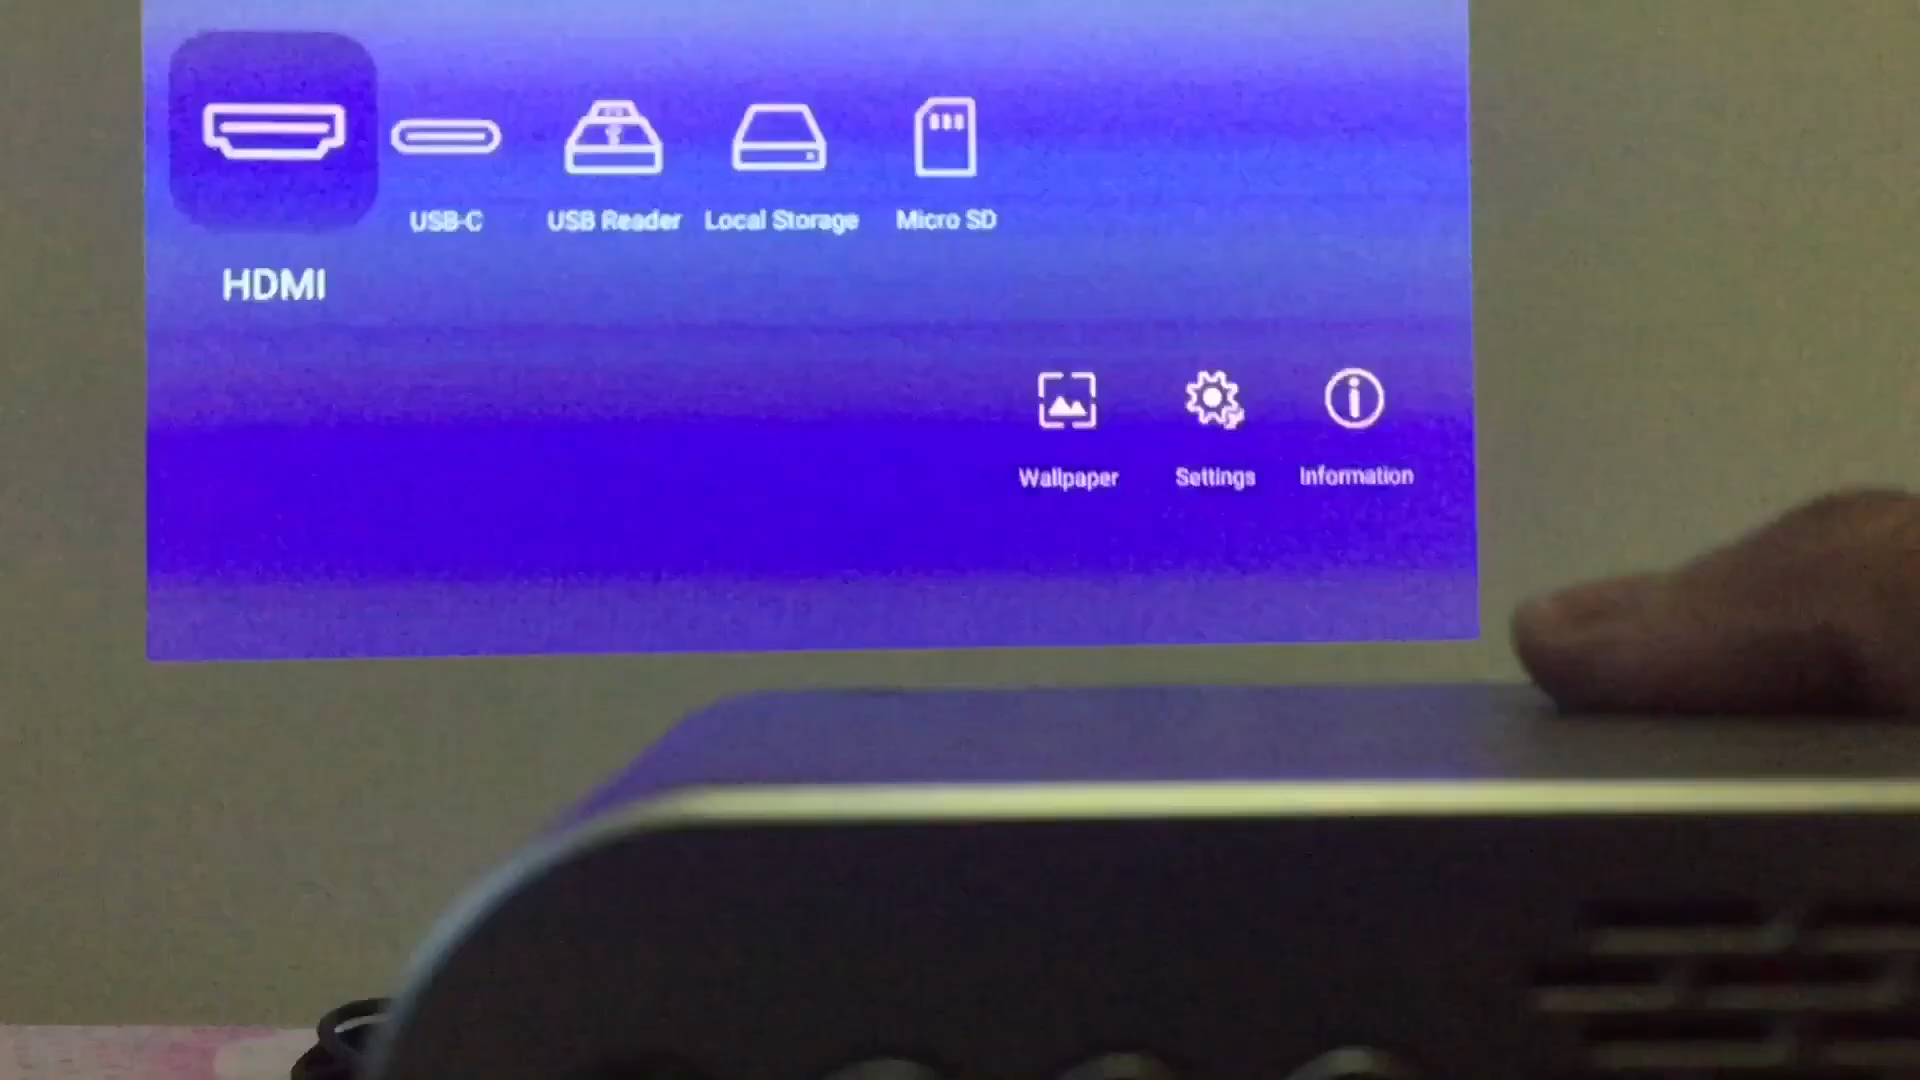 USB-C USB Reader Local Storage Micro SD
HDMI
Wallpaper Settings Information